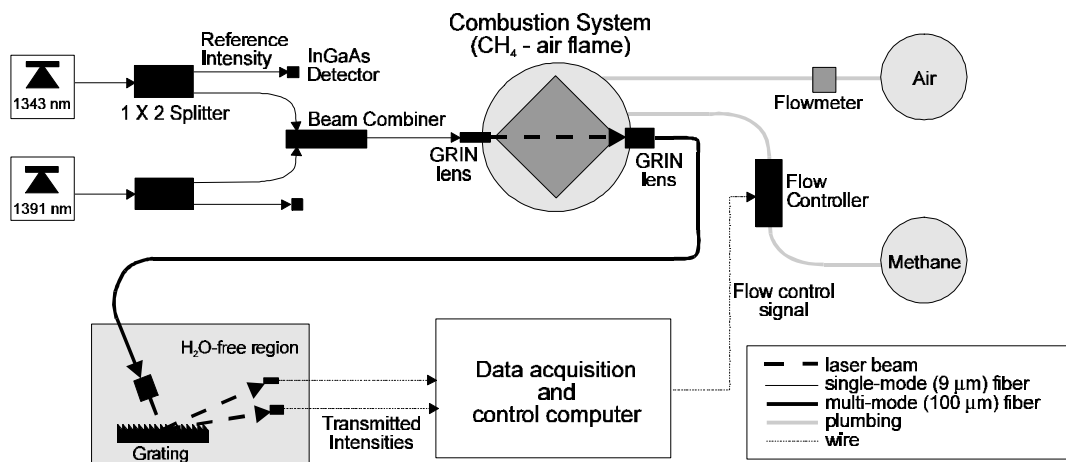 Combustion System
(CH₄ - air flame)
Reference
Intensity
InGaAs
Detector
1343 nm
1 X 2 Splitter
Beam Combiner
GRIN
lens
GRIN
lens
Flowmeter
Air
1391 nm
Flow
Controller
Methane
Flow control
signal
H₂O-free region
Grating
Transmitted
Intensities
Data acquisition
and
control computer
laser beam
single-mode (9 μm) fiber
multi-mode (100 μm) fiber
plumbing
wire